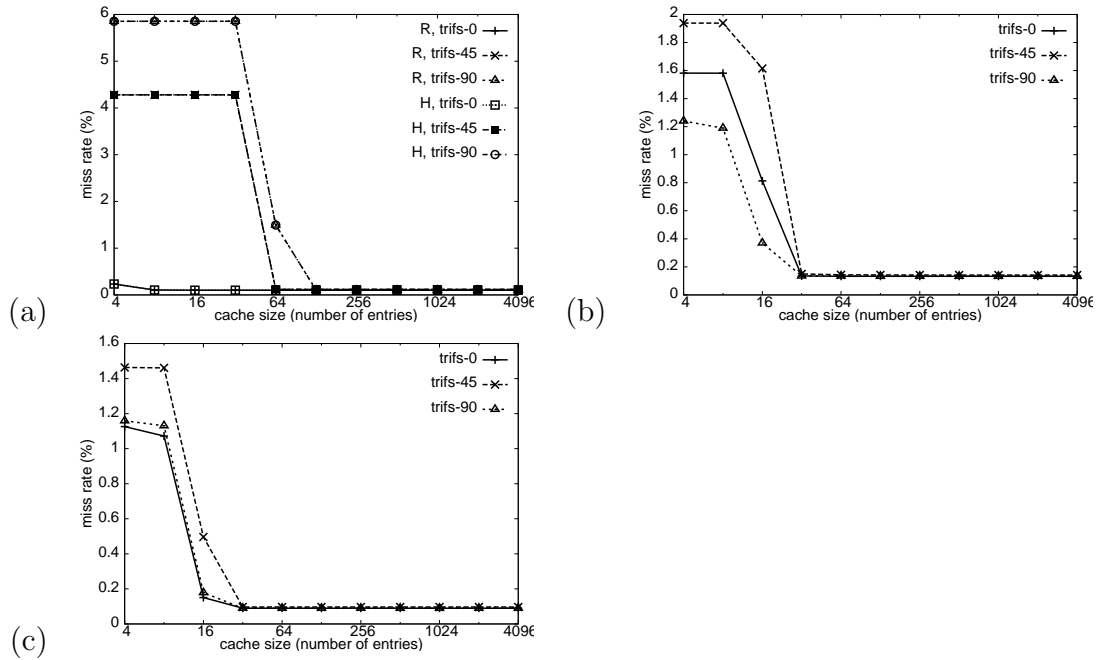 6
5
4
3
2
1
0
miss rate (%)
4
16
64
256
1024
4096
cache size (number of entries)
R, trifs-0
R, trifs-45
R, trifs-90
H, trifs-0
H, trifs-45
H, trifs-90
(a)
2
1.8
1.6
1.4
1.2
1
0.8
0.6
0.4
0.2
0
miss rate (%)
4
16
64
256
1024
4096
cache size (number of entries)
trifs-0
trifs-45
trifs-90
(b)
1.6
1.4
1.2
1
0.8
0.6
0.4
0.2
0
miss rate (%)
4
16
64
256
1024
4096
cache size (number of entries)
trifs-0
trifs-45
trifs-90
(c)